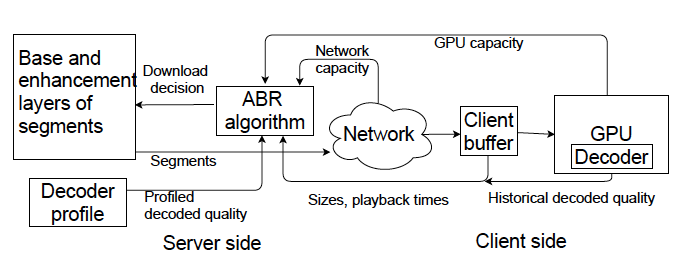 Base and
enhancement
layers of
segments
Download
decision
ABR
algorithm
Network
capacity
GPU capacity
Network
Client
buffer
GPU
Decoder
Segments
Decoder
profile
Profiled
decoded quality
Sizes, playback times
Historical decoded quality
Server side
Client side